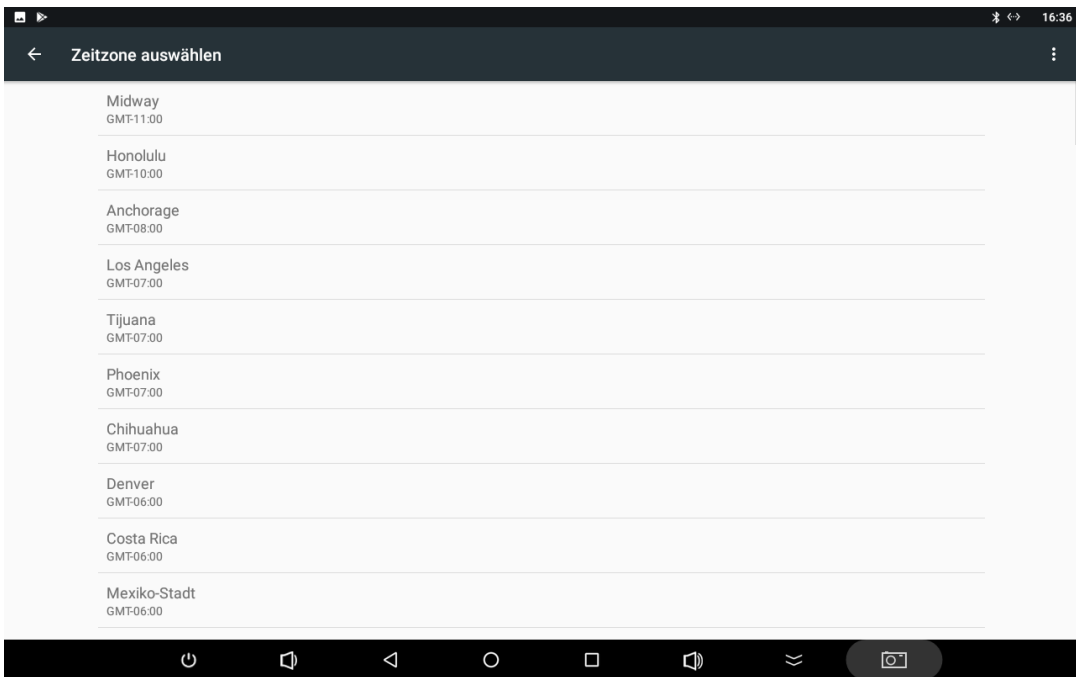 16:36
Zeitzone auswählen
Midway
GMT-11:00
Honolulu
GMT-10:00
Anchorage
GMT-08:00
Los Angeles
GMT-07:00
Tijuana
GMT-07:00
Phoenix
GMT-07:00
Chihuahua
GMT-07:00
Denver
GMT-06:00
Costa Rica
GMT-06:00
Mexiko-Stadt
GMT-06:00